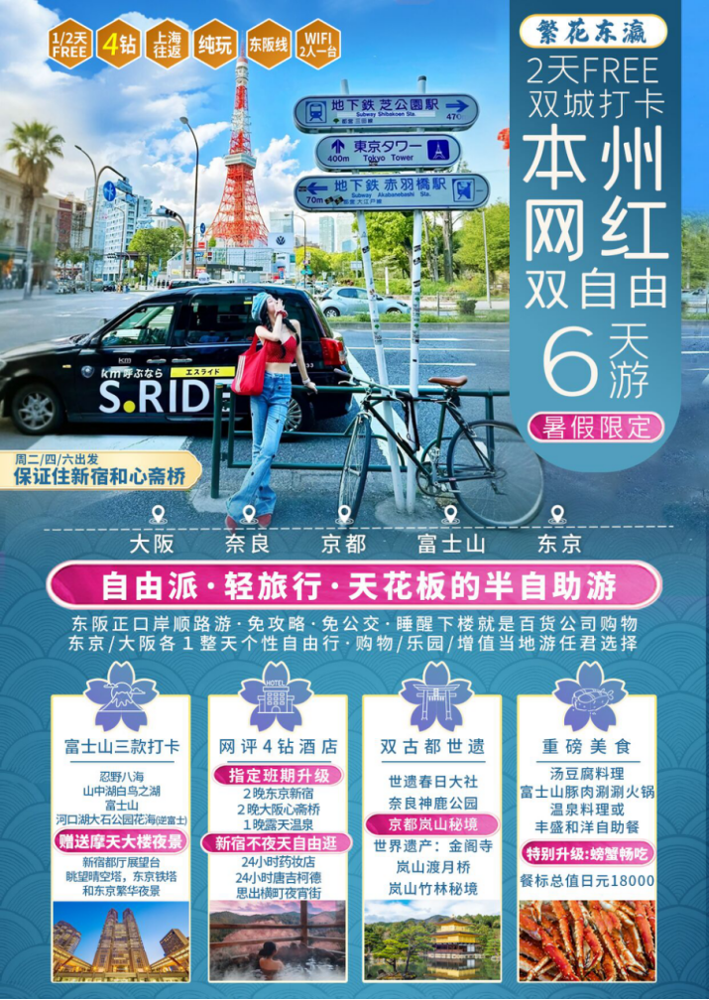 1/2天
FREE
4钻
上海
往返
纯玩
东阪线
WIFI
2人一台
繁花东瀛
2天FREE
双城打卡
本州
网红
双自由
6天游
暑假限定
地下鉄 芝公園駅
Subway Shibakoen Sta.
東京タワー
400m Tokyo Tower
地下鉄 赤羽橋駅
70m Subway Akabanebashi Sta.
km
km呼ぶなら
エスライド
S.RIDE
周二/四/六出发
保证住新宿和心斋桥
大阪 奈良 京都 富士山 东京
自由派·轻旅行·天花板的半自助游
东阪正口岸顺路游·免攻略·免公交·睡醒下楼就是百货公司购物
东京/大阪各1整天个性自由行·购物/乐园/增值当地游任君选择
富士山三款打卡
忍野八海
山中湖白鸟之湖
富士山
河口湖大石公园花海(逆富士)
赠送摩天大楼夜景
新宿都厅展望台
眺望晴空塔，东京铁塔
和东京繁华夜景
HOTEL
网评4钻酒店
指定班期升级
2晚东京新宿
2晚大阪心斋桥
1晚露天温泉
新宿不夜天自由逛
24小时药妆店
24小时唐吉柯德
思出横町夜宵街
双古都世遗
世遗春日大社
奈良神鹿公园
京都岚山秘境
世界遗产：金阁寺
岚山渡月桥
岚山竹林秘境
重磅美食
汤豆腐料理
富士山豚肉涮涮火锅
温泉料理或
丰盛和洋自助餐
特别升级:螃蟹畅吃
餐标总值日元18000